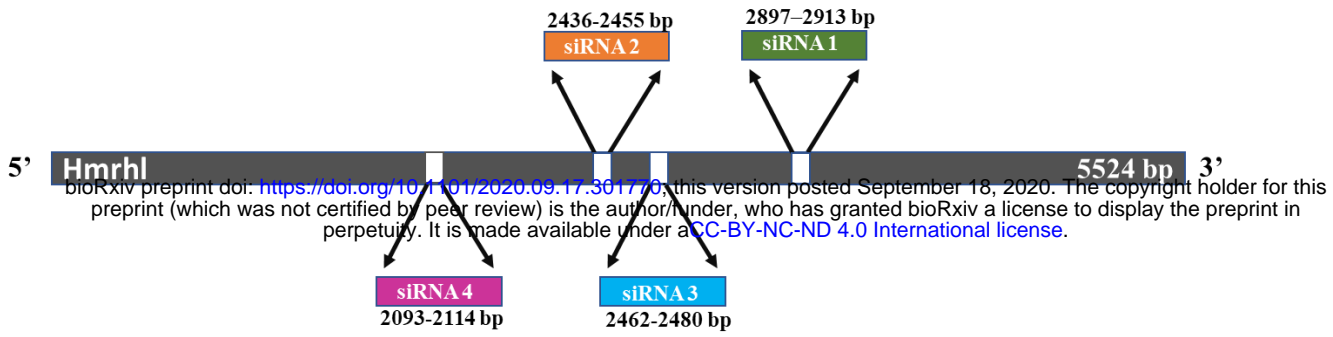 2436-2455 bp
2897–2913 bp
siRNA 2
siRNA 1
5’
Hmrhl
5524 bp
3’
bioRxiv preprint doi: https://doi.org/10.1101/2020.09.17.301770; this version posted September 18, 2020. The copyright holder for this
preprint (which was not certified by peer review) is the author/funder, who has granted bioRxiv a license to display the preprint in
perpetuity. It is made available under aCC-BY-NC-ND 4.0 International license.
siRNA 4
siRNA 3
2093-2114 bp
2462-2480 bp